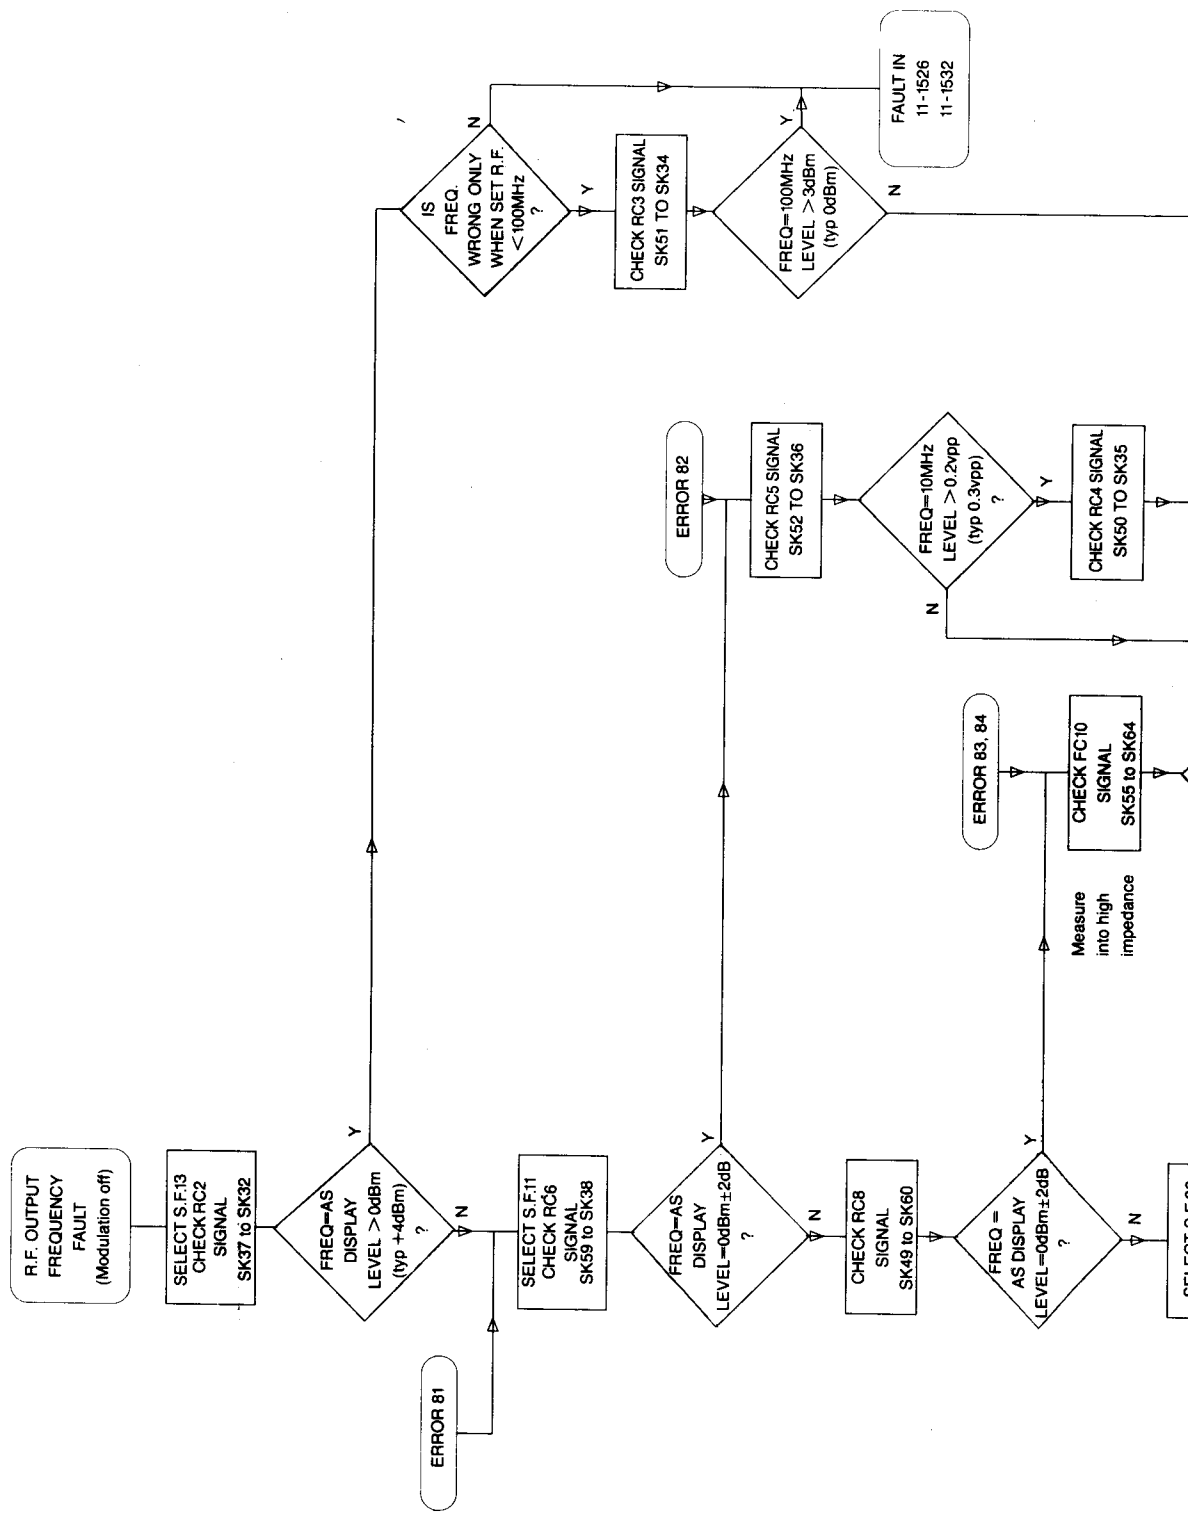 R.F. OUTPUT
FREQUENCY
FAULT
(Modulation off)
SELECT S.F.13
CHECK RC2
SIGNAL
SK37 to SK32
FREQ=AS
DISPLAY
LEVEL > 0dBm
(typ +4dBm)
?
Y
N
ERROR 81
SELECT S.F.11
CHECK RC6
SIGNAL
SK59 to SK38
FREQ=AS
DISPLAY
LEVEL=0dBm±2dB
?
Y
N
CHECK RC8
SIGNAL
SK49 to SK60
FREQ =
AS DISPLAY
LEVEL=0dBm±2dB
?
Y
N
ERROR 83, 84
CHECK FC10
SIGNAL
SK55 to SK64
Measure
into high
impedance
ERROR 82
CHECK RC5 SIGNAL
SK52 TO SK36
FREQ=10MHz
LEVEL > 0.2vpp
(typ 0.3vpp)
?
N
Y
CHECK RC4 SIGNAL
SK50 TO SK35
IS
FREQ.
WRONG ONLY
WHEN SET R.F.
<100MHz
?
N
Y
CHECK RC3 SIGNAL
SK51 TO SK34
FREQ=100MHz
LEVEL >3dBm
(typ 0dBm)
Y
N
FAULT IN
11-1526
11-1532